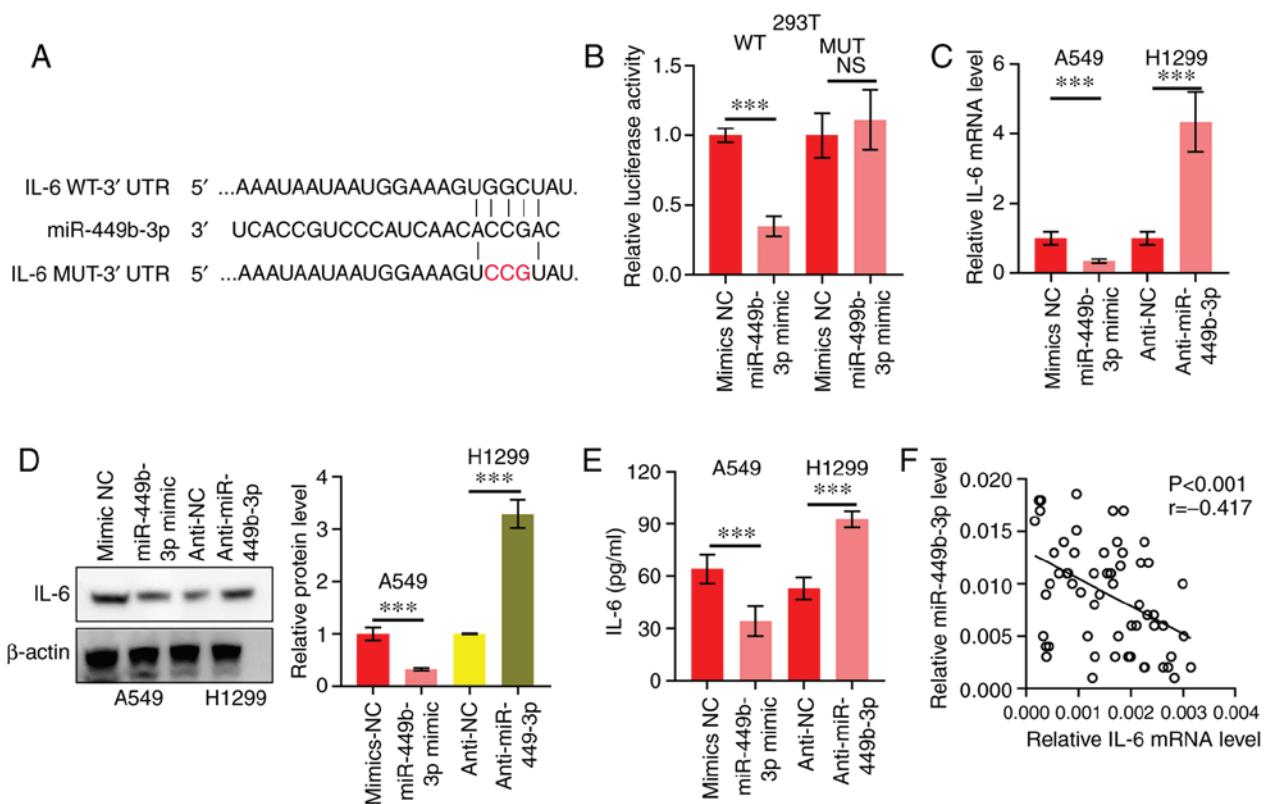 A
IL-6 WT-3′ UTR 5′ ...AAAUAAUAAUGGAAAGUGGCUAU.
miR-449b-3p 3′ UCACCGUCCCAUCAACACCGAC
IL-6 MUT-3′ UTR 5′ ...AAAUAAUAAUGGAAAGUCCGUAU.
B
293T
WT
MUT
NS
***
Relative luciferase activity
1.5
1.0
0.5
0.0
Mimics NC
miR-449b-
3p mimic
Mimics NC
miR-499b-
3p mimic
C
A549
H1299
***
***
Relative IL-6 mRNA level
6
4
2
0
Mimics NC
miR-449b-
3p mimic
Anti-NC
Anti-miR-
449b-3p
D
Mimic NC
miR-449b-
3p mimic
Anti-NC
Anti-miR-
449b-3p
IL-6
β-actin
A549
H1299
H1299
***
A549
***
Relative protein level
4
3
2
1
0
Mimics-NC
miR-449b-
3p mimic
Anti-NC
Anti-miR-
449-3p
E
A549
H1299
***
***
IL-6 (pg/ml)
120
90
60
30
0
Mimics NC
miR-449b-
3p mimic
Anti-NC
Anti-miR-
449b-3p
F
P<0.001
r=−0.417
Relative miR-449b-3p level
0.020
0.015
0.010
0.005
0.000
0.000 0.001 0.002 0.003 0.004
Relative IL-6 mRNA level